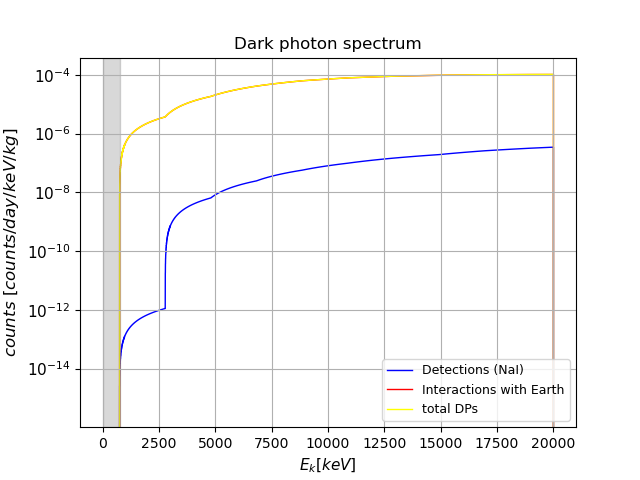 Dark photon spectrum
counts [counts/day/keV/kg]
10⁻⁴
10⁻⁶
10⁻⁸
10⁻¹⁰
10⁻¹²
10⁻¹⁴
Detections (NaI)
Interactions with Earth
total DPs
0 2500 5000 7500 10000 12500 15000 17500 20000
Eₖ[keV]